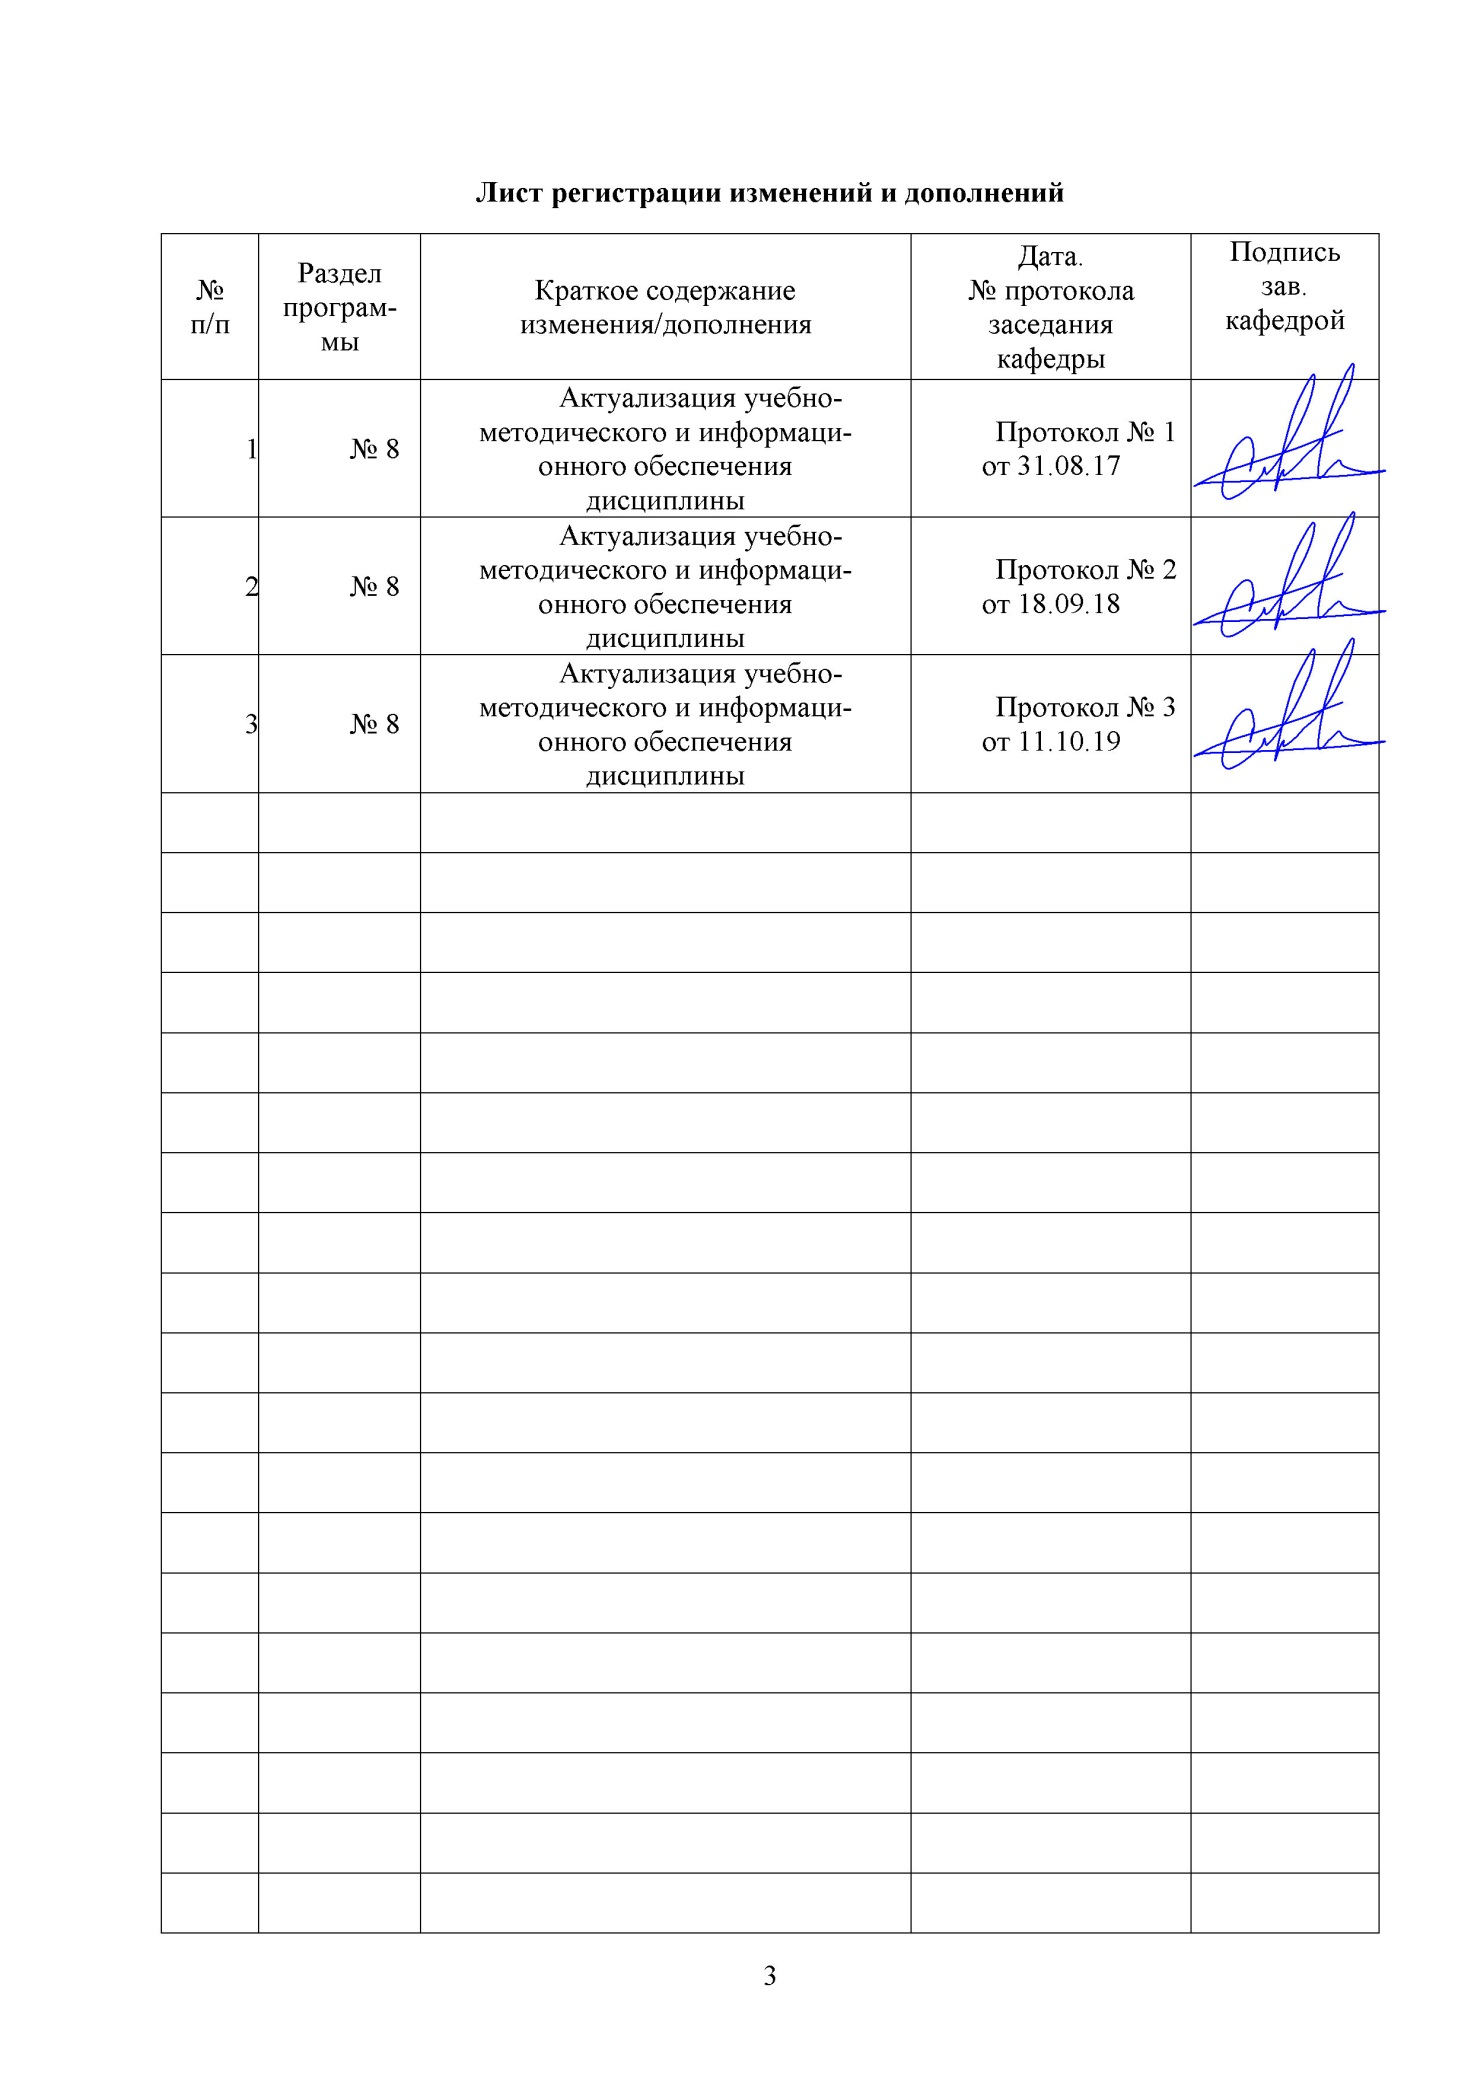 Лист регистрации изменений и дополнений
№
п/п
Раздел
програм-
мы
Краткое содержание
изменения/дополнения
Дата.
№ протокола
заседания
кафедры
Подпись
зав.
кафедрой
1
№ 8
Актуализация учебно-
методического и информаци-
онного обеспечения
дисциплины
Протокол № 1
от 31.08.17
2
№ 8
Актуализация учебно-
методического и информаци-
онного обеспечения
дисциплины
Протокол № 2
от 18.09.18
3
№ 8
Актуализация учебно-
методического и информаци-
онного обеспечения
дисциплины
Протокол № 3
от 11.10.19
3